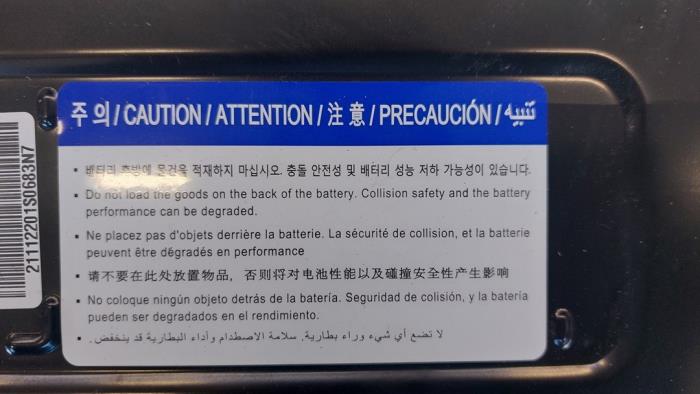 주 의 / CAUTION / ATTENTION / 注 意 / PRECAUCIÓN / تنبيه
• 배터리 후방에 물건을 적재하지 마십시오. 충돌 안전성 및 배터리 성능 저하 가능성이 있습니다.
• Do not load the goods on the back of the battery. Collision safety and the battery
performance can be degraded.
• Ne placez pas d'objets derrière la batterie. La sécurité de collision, et la batterie
peuvent être dégradés en performance
• 请不要在此处放置物品, 否则将对电池性能以及碰撞安全性产生影响
• No coloque ningún objeto detrás de la batería. Seguridad de colisión, y la batería
pueden ser degradados en el rendimiento.
• لا تضع أي شيء وراء بطارية. سلامة الاصطدام وأداء البطارية قد ينخفض.
21112201S0683N7